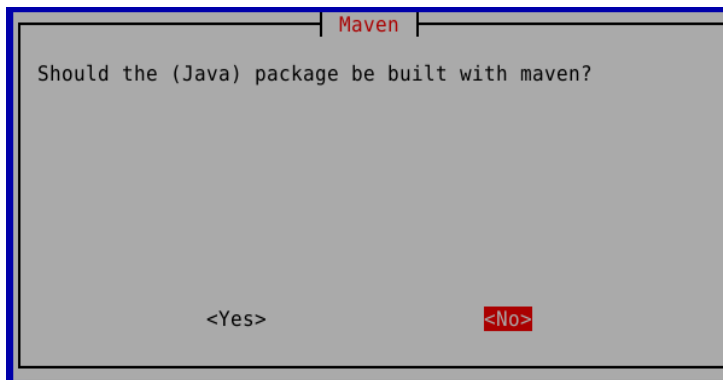 Maven
Should the (Java) package be built with maven?
<Yes> <No>